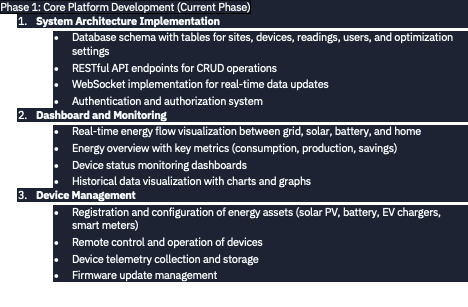 Phase 1: Core Platform Development (Current Phase)
1. System Architecture Implementation
• Database schema with tables for sites, devices, readings, users, and optimization
settings
• RESTful API endpoints for CRUD operations
• WebSocket implementation for real-time data updates
• Authentication and authorization system
2. Dashboard and Monitoring
• Real-time energy flow visualization between grid, solar, battery, and home
• Energy overview with key metrics (consumption, production, savings)
• Device status monitoring dashboards
• Historical data visualization with charts and graphs
3. Device Management
• Registration and configuration of energy assets (solar PV, battery, EV chargers,
smart meters)
• Remote control and operation of devices
• Device telemetry collection and storage
• Firmware update management